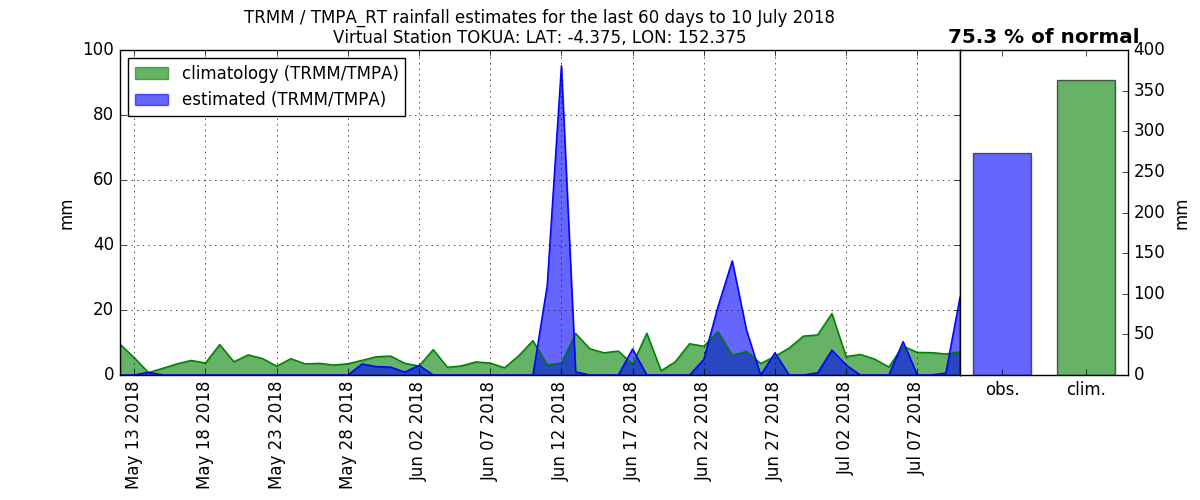 TRMM / TMPA_RT rainfall estimates for the last 60 days to 10 July 2018
Virtual Station TOKUA: LAT: -4.375, LON: 152.375
75.3 % of normal
climatology (TRMM/TMPA)
estimated (TRMM/TMPA)
100
80
60
40
20
0
mm
May 13 2018
May 18 2018
May 23 2018
May 28 2018
Jun 02 2018
Jun 07 2018
Jun 12 2018
Jun 17 2018
Jun 22 2018
Jun 27 2018
Jul 02 2018
Jul 07 2018
400
350
300
250
200
150
100
50
0
mm
obs.
clim.